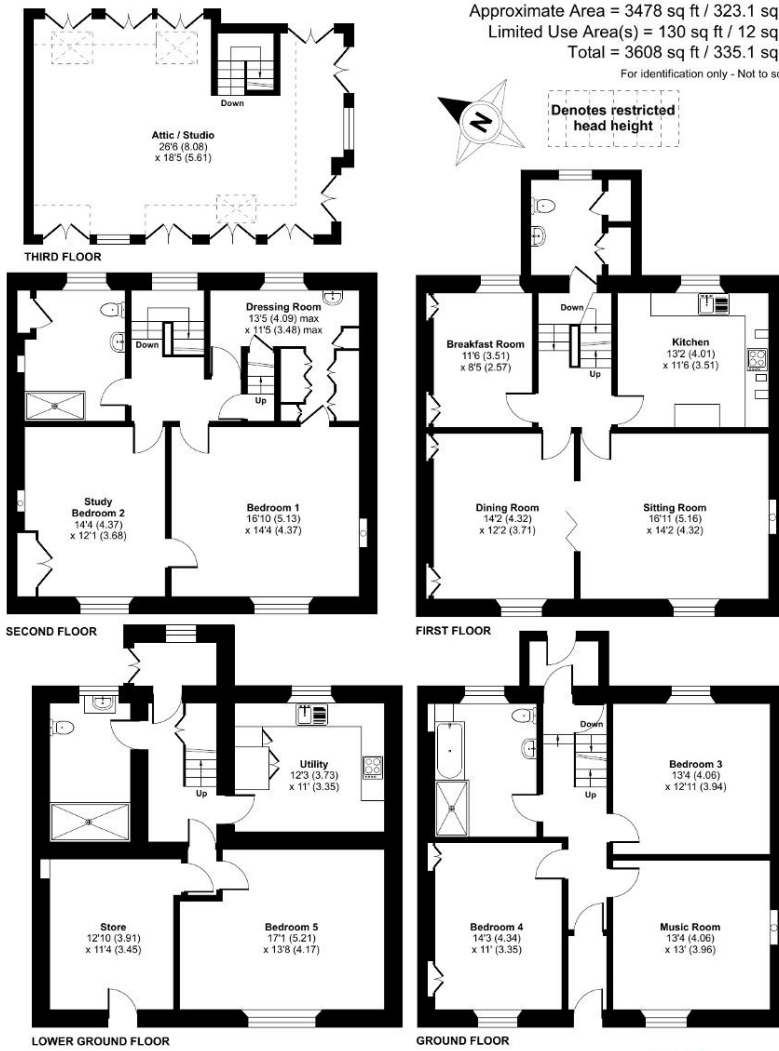 Approximate Area = 3478 sq ft / 323.1 sq
Limited Use Area(s) = 130 sq ft / 12 sq
Total = 3608 sq ft / 335.1 sq
For identification only - Not to sc
N
Denotes restricted
head height
Down
Attic / Studio
26'6 (8.08)
x 18'5 (5.61)
THIRD FLOOR
Dressing Room
13'5 (4.09) max
x 11'5 (3.48) max
Down
Up
Study
Bedroom 2
14'4 (4.37)
x 12'1 (3.68)
Bedroom 1
16'10 (5.13)
x 14'4 (4.37)
SECOND FLOOR
Down
Breakfast Room
11'6 (3.51)
x 8'5 (2.57)
Kitchen
13'2 (4.01)
x 11'6 (3.51)
Up
Dining Room
14'2 (4.32)
x 12'2 (3.71)
Sitting Room
16'11 (5.16)
x 14'2 (4.32)
FIRST FLOOR
Utility
12'3 (3.73)
x 11' (3.35)
Up
Store
12'10 (3.91)
x 11'4 (3.45)
Bedroom 5
17'1 (5.21)
x 13'8 (4.17)
LOWER GROUND FLOOR
Down
Bedroom 3
13'4 (4.06)
x 12'11 (3.94)
Up
Bedroom 4
14'3 (4.34)
x 11' (3.35)
Music Room
13'4 (4.06)
x 13' (3.96)
GROUND FLOOR